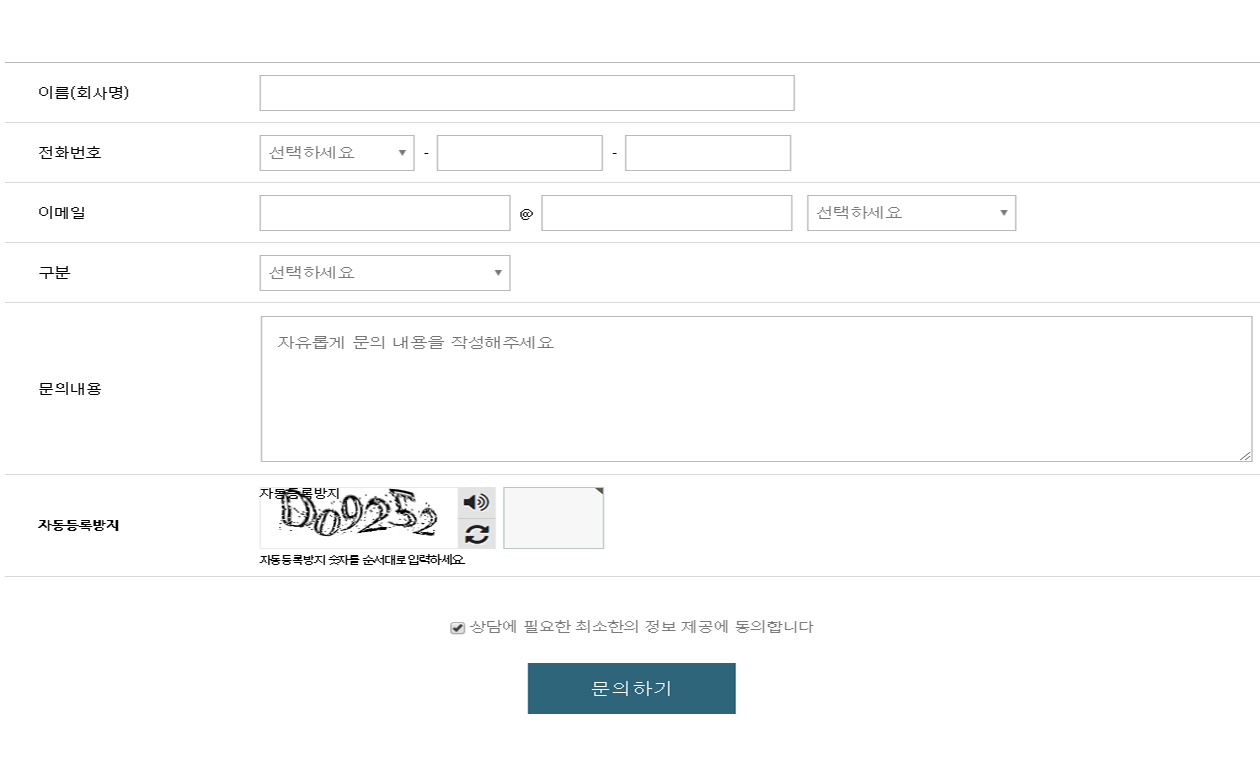 이름(회사명)
전화번호 선택하세요 - -
이메일 @ 선택하세요
구분 선택하세요
자유롭게 문의 내용을 작성해주세요
문의내용
자동등록방지
자동등록방지
자동등록방지 숫자를 순서대로 입력하세요.
상담에 필요한 최소한의 정보 제공에 동의합니다
문의하기